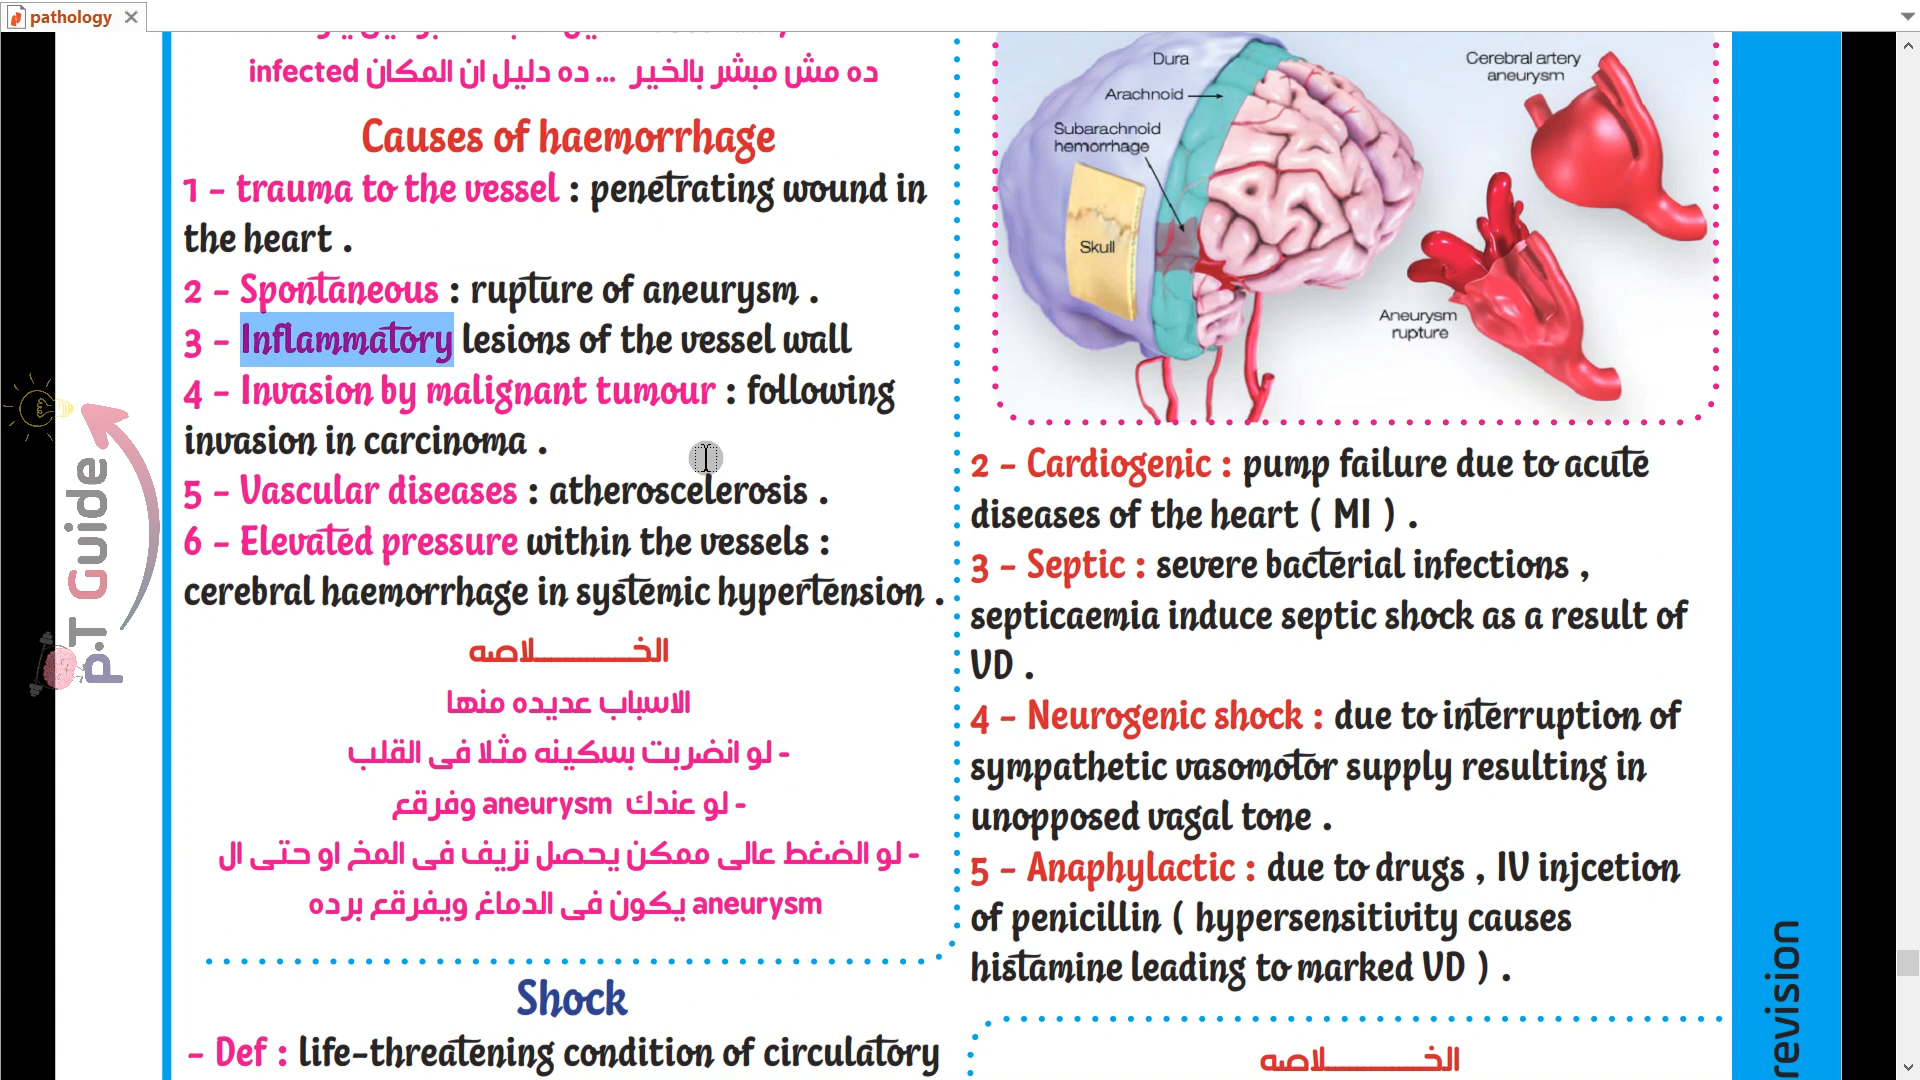 pathology
ده مش مبشر بالخير ... ده دليل ان المكان infected
Causes of haemorrhage
1 - trauma to the vessel : penetrating wound in
the heart .
2 - Spontaneous : rupture of aneurysm .
3 - Inflammatory lesions of the vessel wall
4 - Invasion by malignant tumour : following
invasion in carcinoma .
5 - Vascular diseases : atheroscelerosis .
6 - Elevated pressure within the vessels :
cerebral haemorrhage in systemic hypertension .
الخـــــــــــلاصه
الاسباب عديده منها
- لو انضربت بسكينه مثلا فى القلب
- لو عندك aneurysm وفرقع
- لو الضغط عالى ممكن يحصل نزيف فى المخ او حتى ال
aneurysm يكون فى الدماغ ويفرقع برده
Shock
- Def : life-threatening condition of circulatory
Dura
Arachnoid
Subarachnoid
hemorrhage
Skull
Cerebral artery
aneurysm
Aneurysm
rupture
2 - Cardiogenic : pump failure due to acute
diseases of the heart ( MI ) .
3 - Septic : severe bacterial infections ,
septicaemia induce septic shock as a result of
VD .
4 - Neurogenic shock : due to interruption of
sympathetic vasomotor supply resulting in
unopposed vagal tone .
5 - Anaphylactic : due to drugs , IV injcetion
of penicillin ( hypersensitivity causes
histamine leading to marked VD ) .
الخـــــــــــلاصه
P.T Guide
revision